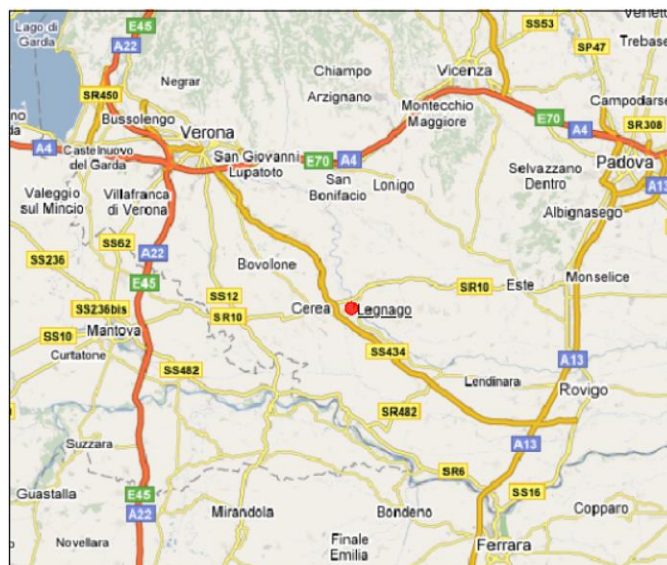 Lago di
Garda
E45
A22
SS53
Veneto
Trebase
SP47
Negrar
Chiampo
Vicenza
SR450
Arzignano
Montecchio
Maggiore
Campodarse
Bussolengo
Verona
E70
A4
SR308
A4
Castelnuovo
del Garda
San Giovanni
Lupatoto
E70
A4
Padova
San
Bonifacio
Lonigo
Selvazzano
Dentro
A13
Valeggio
sul Mincio
Villafranca
di Verona
Albignasego
SS62
A22
SS236
Bovolone
Monselice
E45
SS12
SR10
Este
SS236bis
SR10
Cerea
Legnago
SS10
Mantova
Curtatone
SS434
A13
SS482
Lendinara
Rovigo
SR482
Suzzara
A13
SR6
Guastalla
E45
SS16
A22
Mirandola
Bondeno
Copparo
Novellara
Finale
Emilia
Ferrara